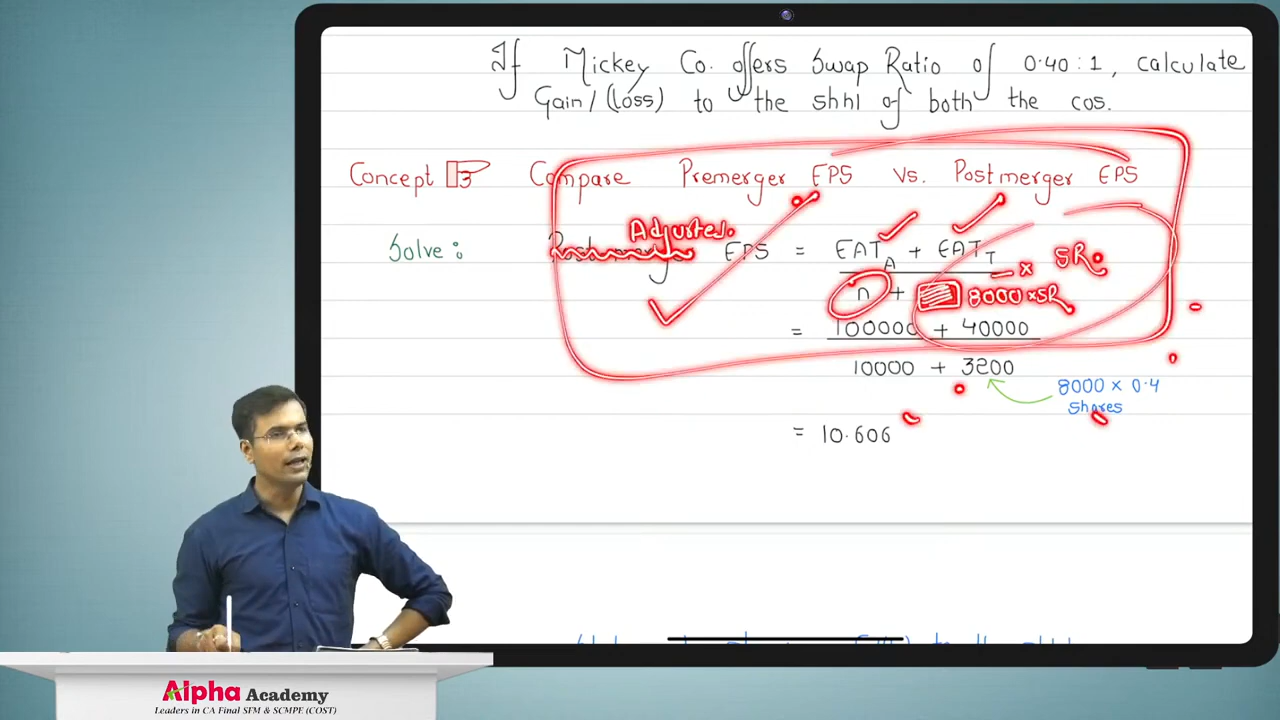 If Mickey Co. offers Swap Ratio of 0.40 : 1, calculate
Gain / (loss) to the shhl of both the cos.
Concept Compare Premerger EPS vs. Postmerger EPS
Adjusted.
Solve : EPS = EAT_A + EAT_T
× SR
n + 8000 × SR
= 100000 + 40000
10000 + 3200
8000 × 0.4
shares
= 10.606
Alpha Academy
Leaders in CA Final SFM & SCMPE (COST)